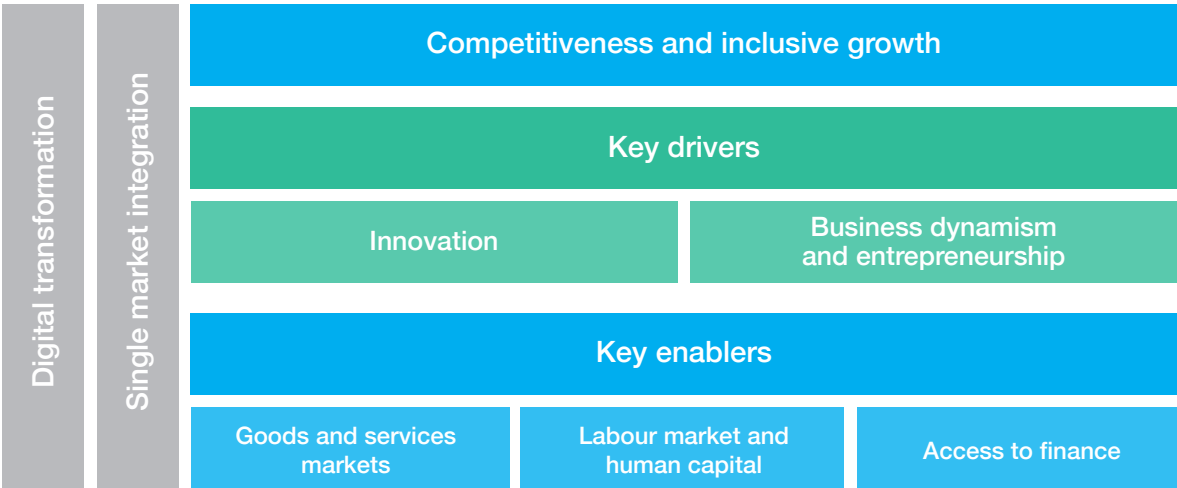 Digital transformation
Single market integration
Competitiveness and inclusive growth
Key drivers
Innovation
Business dynamism
and entrepreneurship
Key enablers
Goods and services
markets
Labour market and
human capital
Access to finance